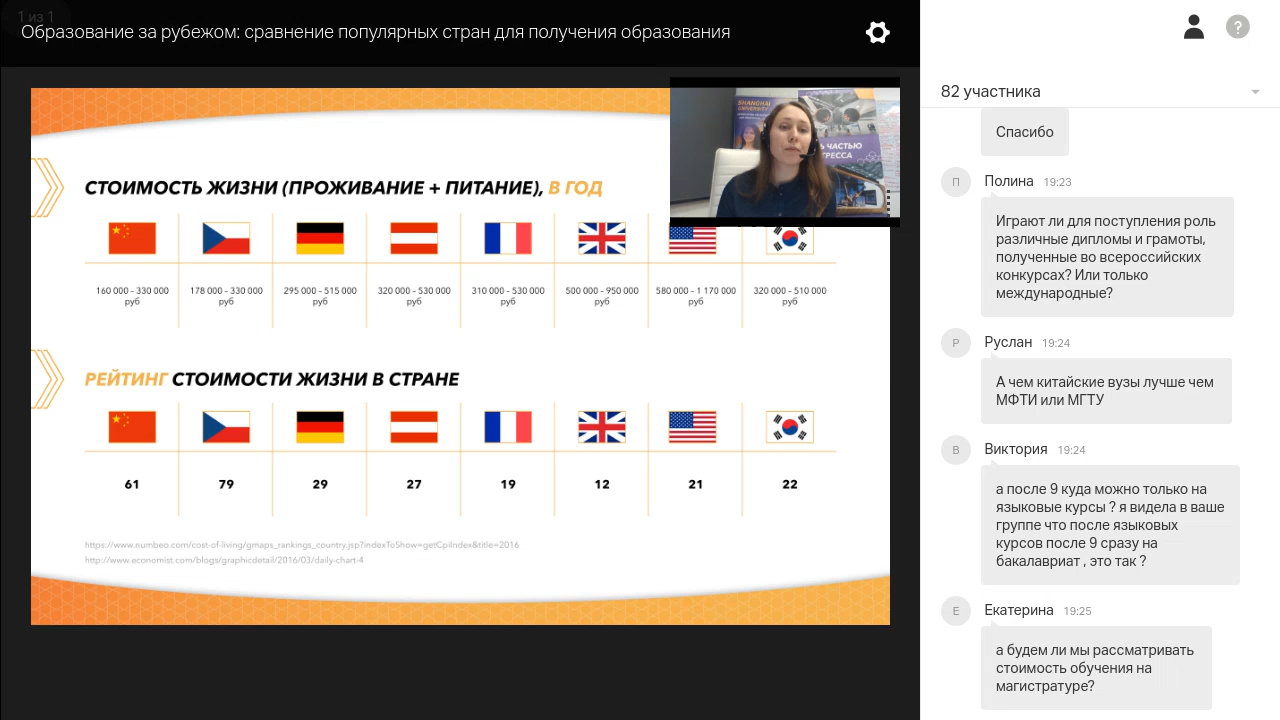 1 из 1
Образование за рубежом: сравнение популярных стран для получения образования
SHANGHAI
UNIVERSITY
ЧАСТЬЮ
СТОИМОСТЬ ЖИЗНИ (ПРОЖИВАНИЕ + ПИТАНИЕ), В ГОД
160 000 - 330 000 руб
178 000 - 330 000 руб
295 000 - 515 000 руб
320 000 - 530 000 руб
310 000 - 530 000 руб
500 000 - 950 000 руб
580 000 - 1 170 000 руб
320 000 - 510 000 руб
РЕЙТИНГ СТОИМОСТИ ЖИЗНИ В СТРАНЕ
61 79 29 27 19 12 21 22
https://www.numbeo.com/cost-of-living/gmaps_rankings_country.jsp?indexToShow=getCpiIndex&title=2016
http://www.economist.com/blogs/graphicdetail/2016/03/daily-chart-4
?
82 участника
Спасибо
П
Полина 19:23
Играют ли для поступления роль
различные дипломы и грамоты,
полученные во всероссийских
конкурсах? Или только
международные?
Р
Руслан 19:24
А чем китайские вузы лучше чем
МФТИ или МГТУ
В
Виктория 19:24
а после 9 куда можно только на
языковые курсы ? я видела в ваше
группе что после языковых
курсов после 9 сразу на
бакалавриат , это так ?
Е
Екатерина 19:25
а будем ли мы рассматривать
стоимость обучения на
магистратуре?